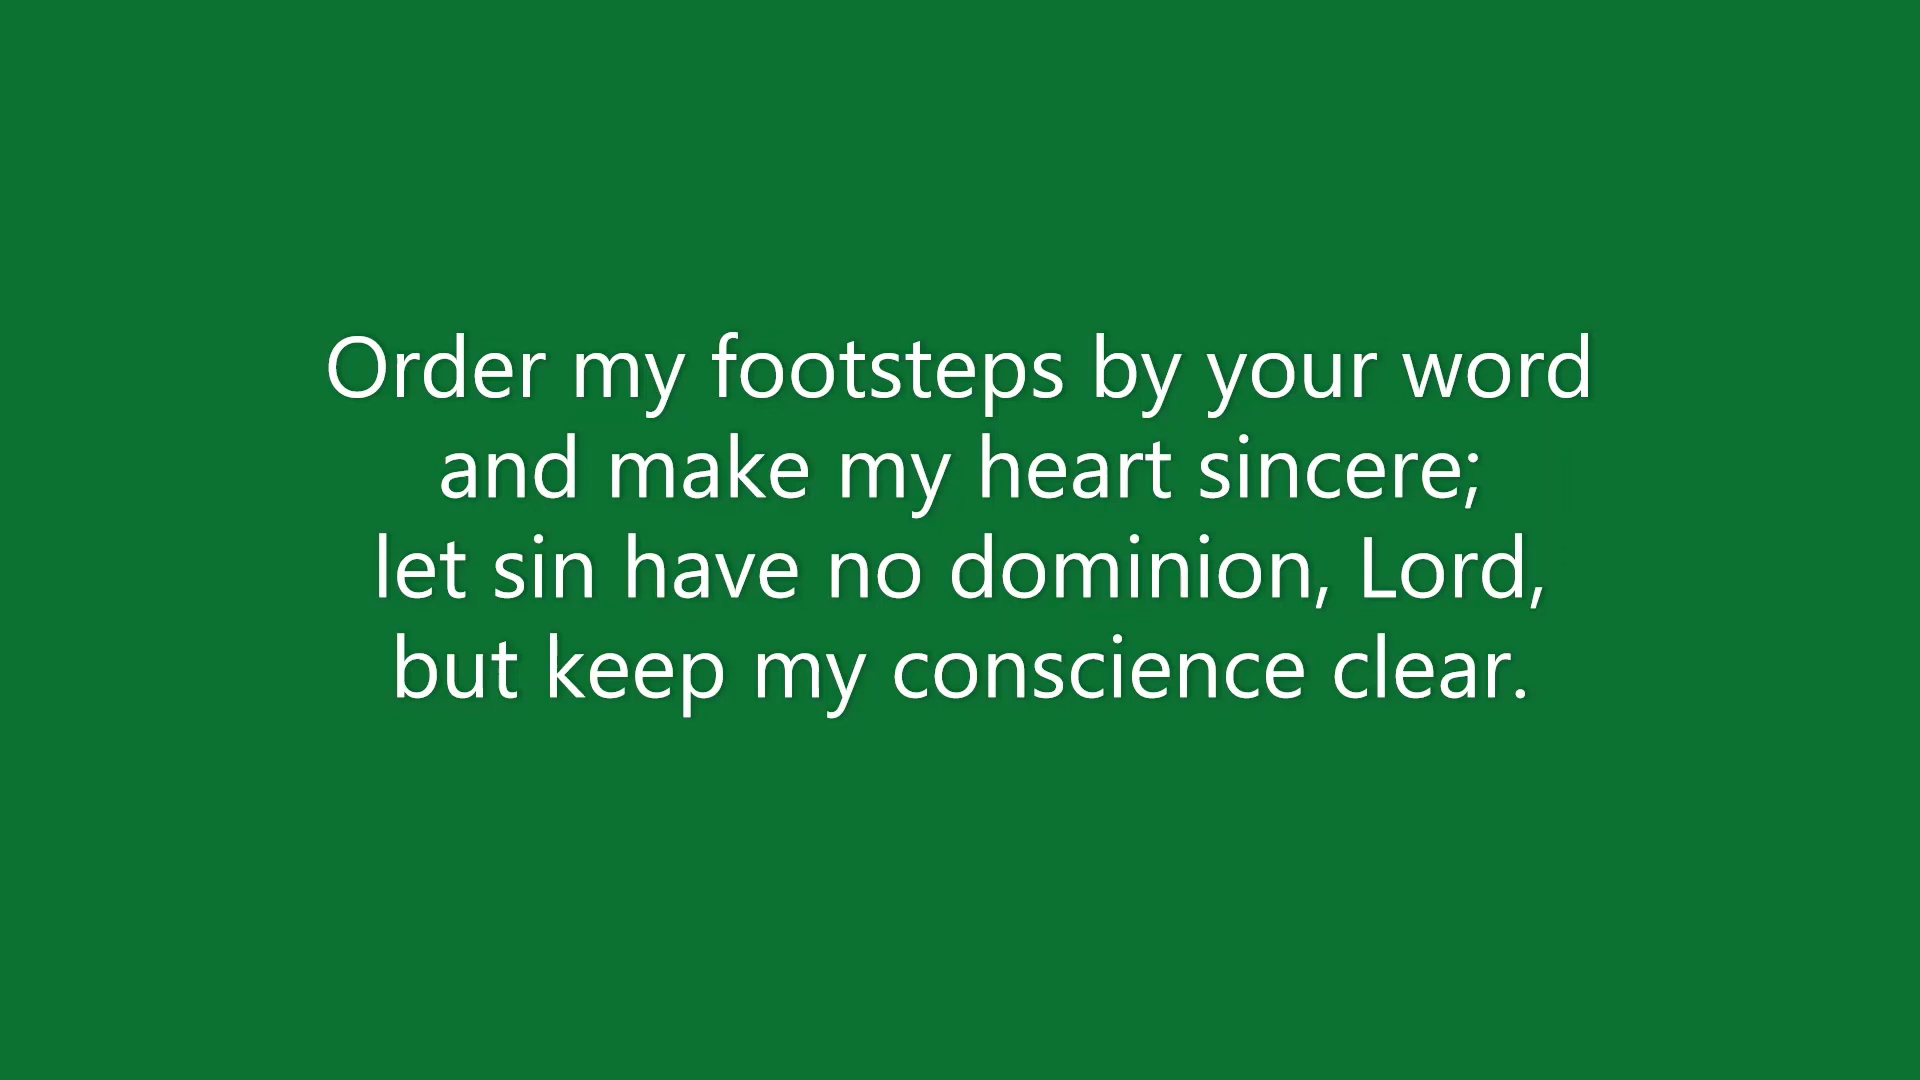 Order my footsteps by your word
and make my heart sincere;
let sin have no dominion, Lord,
but keep my conscience clear.